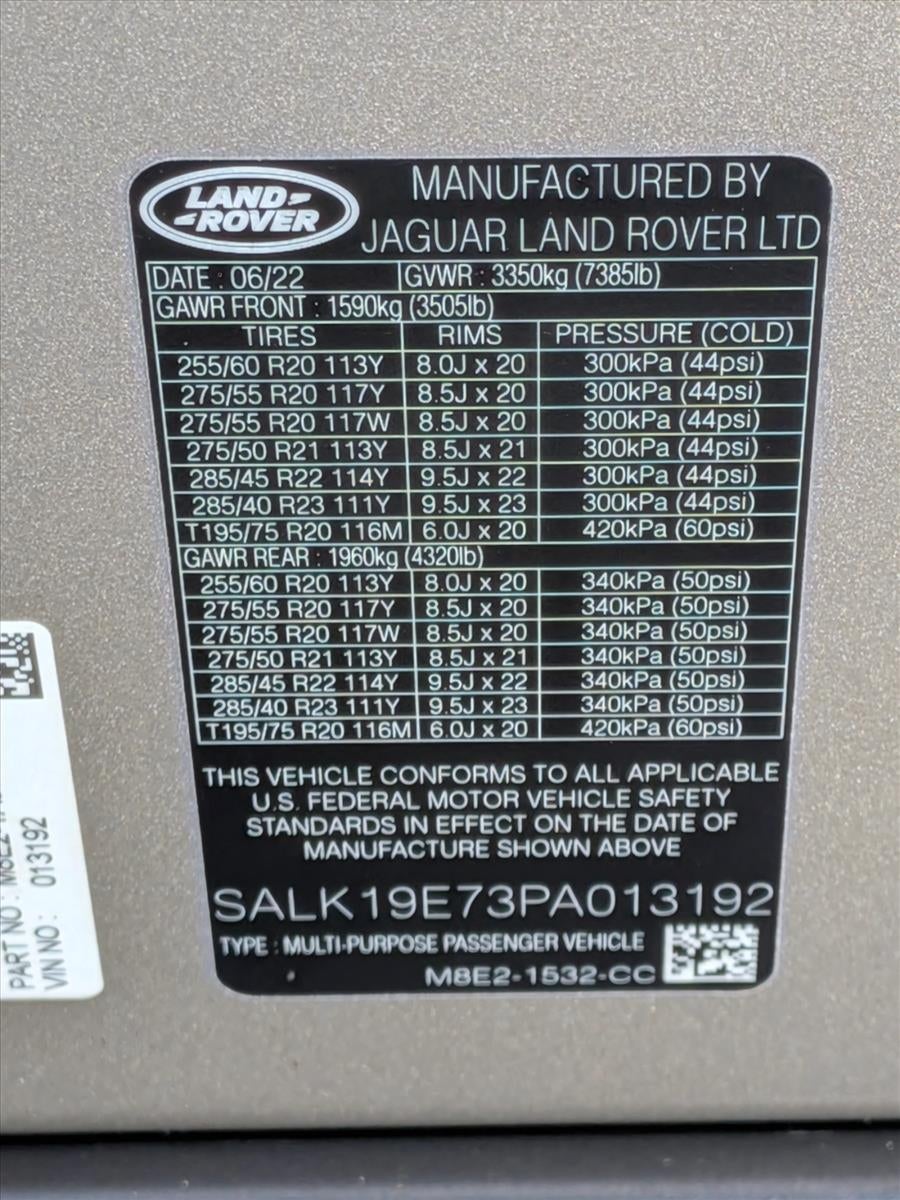 LAND
ROVER
MANUFACTURED BY
JAGUAR LAND ROVER LTD
DATE : 06/22 GVWR : 3350kg (7385lb)
GAWR FRONT : 1590kg (3505lb)
TIRES RIMS PRESSURE (COLD)
255/60 R20 113Y 8.0J x 20 300kPa (44psi)
275/55 R20 117Y 8.5J x 20 300kPa (44psi)
275/55 R20 117W 8.5J x 20 300kPa (44psi)
275/50 R21 113Y 8.5J x 21 300kPa (44psi)
285/45 R22 114Y 9.5J x 22 300kPa (44psi)
285/40 R23 111Y 9.5J x 23 300kPa (44psi)
T195/75 R20 116M 6.0J x 20 420kPa (60psi)
GAWR REAR : 1960kg (4320lb)
255/60 R20 113Y 8.0J x 20 340kPa (50psi)
275/55 R20 117Y 8.5J x 20 340kPa (50psi)
275/55 R20 117W 8.5J x 20 340kPa (50psi)
275/50 R21 113Y 8.5J x 21 340kPa (50psi)
285/45 R22 114Y 9.5J x 22 340kPa (50psi)
285/40 R23 111Y 9.5J x 23 340kPa (50psi)
T195/75 R20 116M 6.0J x 20 420kPa (60psi)
THIS VEHICLE CONFORMS TO ALL APPLICABLE
U.S. FEDERAL MOTOR VEHICLE SAFETY
STANDARDS IN EFFECT ON THE DATE OF
MANUFACTURE SHOWN ABOVE
SALK19E73PA013192
TYPE : MULTI-PURPOSE PASSENGER VEHICLE
M8E2-1532-CC
PART NO :
VIN NO : 013192